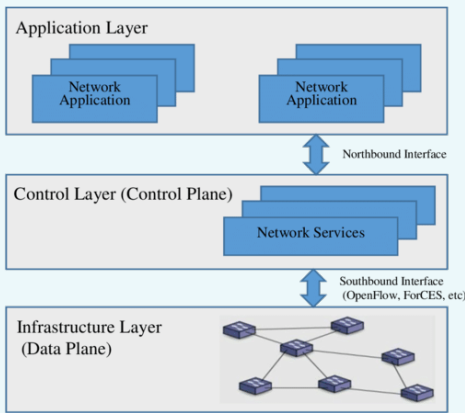 Application Layer
Network
Application
Network
Application
Northbound Interface
Control Layer (Control Plane)
Network Services
Southbound Interface
(OpenFlow, ForCES, etc)
Infrastructure Layer
(Data Plane)